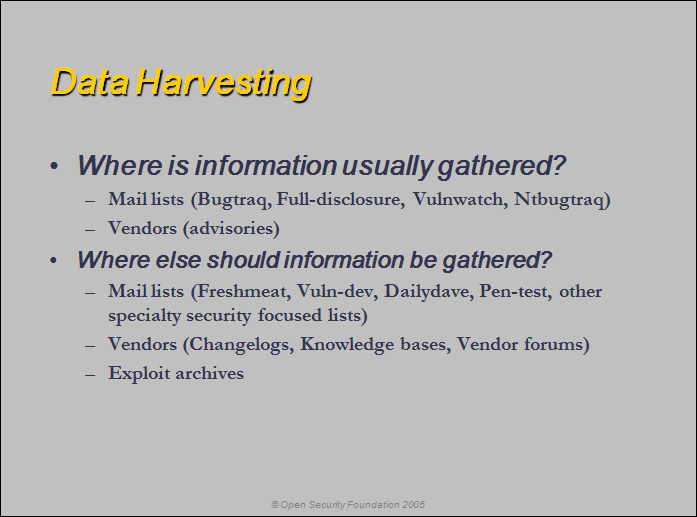 Data Harvesting
• Where is information usually gathered?
– Mail lists (Bugtraq, Full-disclosure, Vulnwatch, Ntbugtraq)
– Vendors (advisories)
• Where else should information be gathered?
– Mail lists (Freshmeat, Vuln-dev, Dailydave, Pen-test, other
specialty security focused lists)
– Vendors (Changelogs, Knowledge bases, Vendor forums)
– Exploit archives
© Open Security Foundation 2005